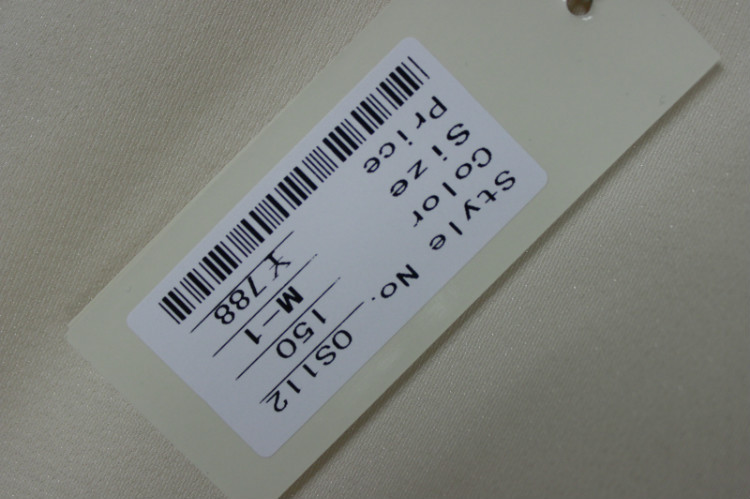 Style No. OS112
Color 150
Size M-1
Price ¥788